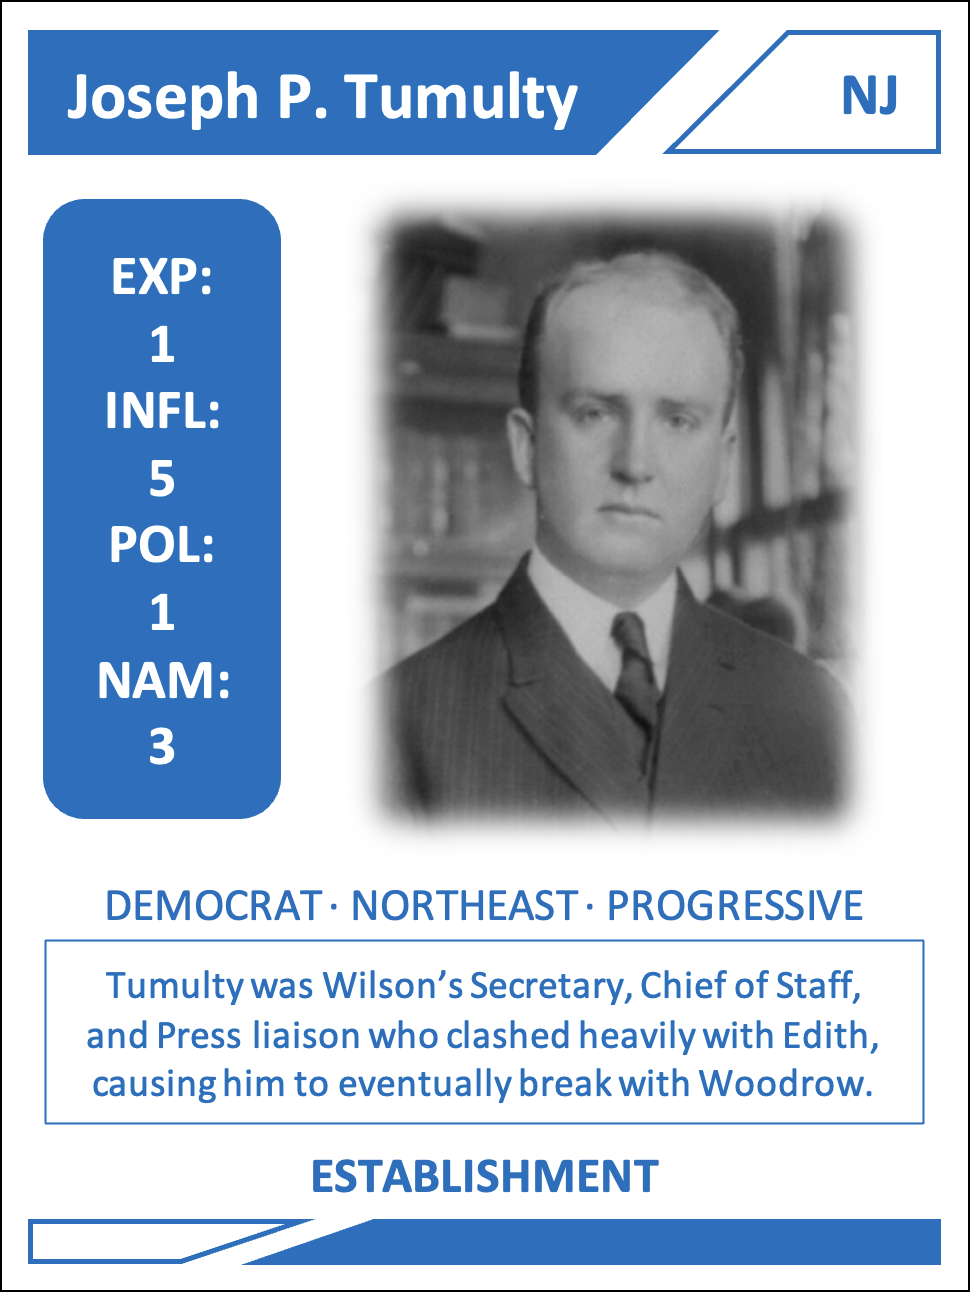 Joseph P. Tumulty
NJ
EXP:
1
INFL:
5
POL:
1
NAM:
3
DEMOCRAT · NORTHEAST · PROGRESSIVE
Tumulty was Wilson’s Secretary, Chief of Staff,
and Press liaison who clashed heavily with Edith,
causing him to eventually break with Woodrow.
ESTABLISHMENT